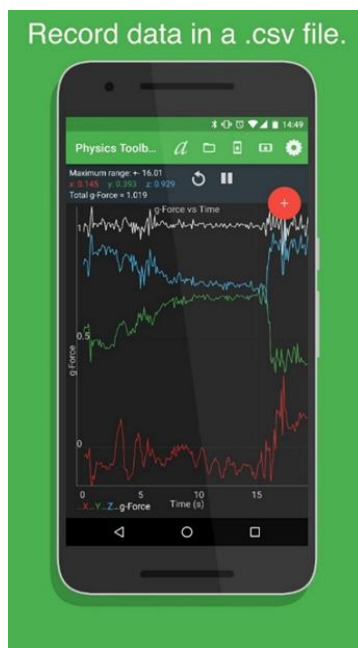 Record data in a .csv file.
14:49
Physics Toolb...
Maximum range: +- 16.01
x: 0.145 y: 0.393 z: 0.929
Total g-Force = 1.019
g-Force vs Time
1
0.5
g-Force
0
0 5 10 15
...X...Y...Z...g-Force Time (s)